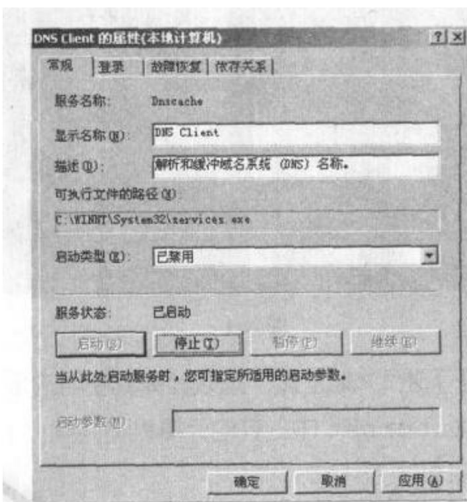 DNS Client 的属性(本地计算机)
常规 登录 故障恢复 依存关系
服务名称: Dnscache
显示名称(N): DNS Client
描述(D): 解析和缓冲域名系统 (DNS) 名称。
可执行文件的路径(H):
C:\WINNT\System32\services.exe
启动类型(E): 已禁用
服务状态: 已启动
启动(S) 停止(T) 暂停(P) 继续(R)
当从此处启动服务时，您可指定所适用的启动参数。
启动参数(M):
确定 取消 应用(A)